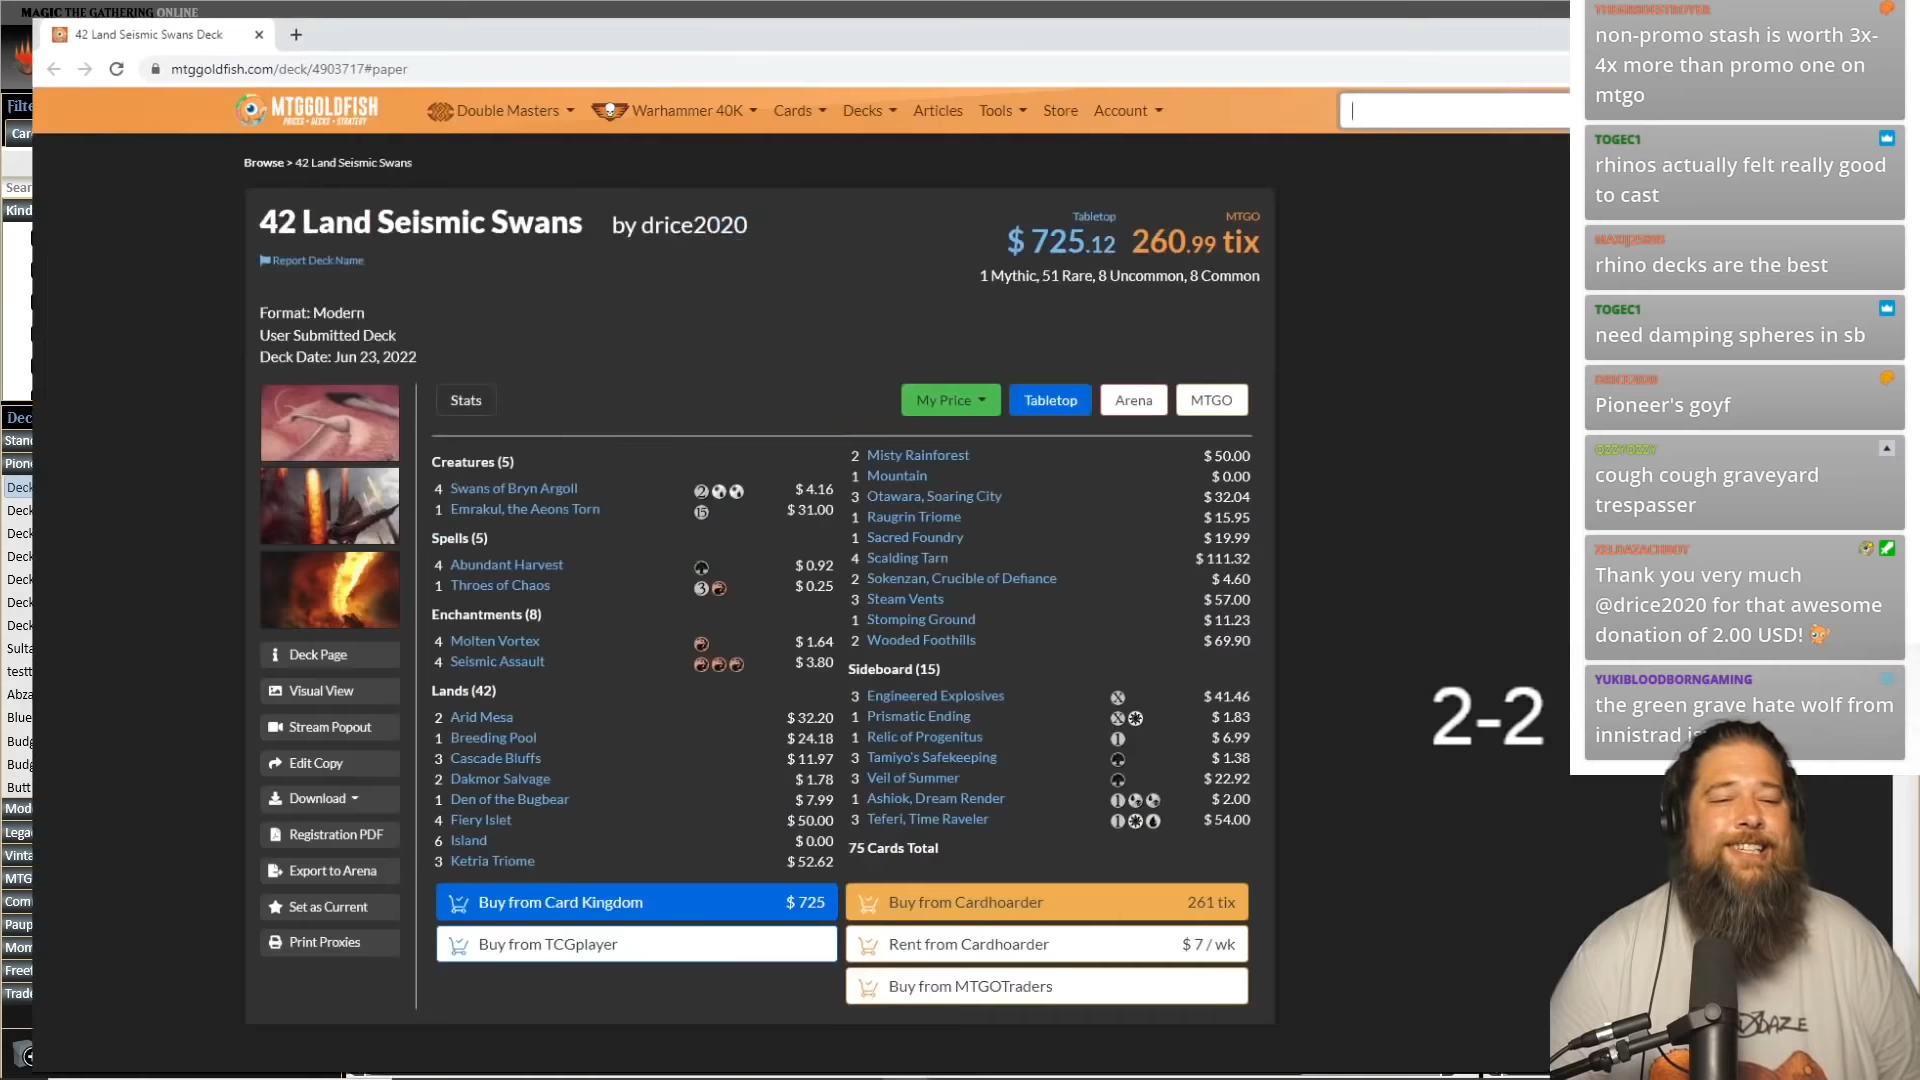 MAGIC THE GATHERING ONLINE
42 Land Seismic Swans Deck
mtggoldfish.com/deck/4903717#paper
MTGGOLDFISH
PRICES • DECKS • STRATEGY
Double Masters
Warhammer 40K
Cards
Decks
Articles
Tools
Store
Account
Browse > 42 Land Seismic Swans
42 Land Seismic Swans by drice2020
Report Deck Name
Tabletop
$ 725.12
MTGO
260.99 tix
1 Mythic, 51 Rare, 8 Uncommon, 8 Common
Format: Modern
User Submitted Deck
Deck Date: Jun 23, 2022
Stats
My Price
Tabletop
Arena
MTGO
Creatures (5)
4 Swans of Bryn Argoll $ 4.16
1 Emrakul, the Aeons Torn $ 31.00
Spells (5)
4 Abundant Harvest $ 0.92
1 Throes of Chaos $ 0.25
Enchantments (8)
4 Molten Vortex $ 1.64
4 Seismic Assault $ 3.80
Lands (42)
2 Arid Mesa $ 32.20
1 Breeding Pool $ 24.18
3 Cascade Bluffs $ 11.97
2 Dakmor Salvage $ 1.78
1 Den of the Bugbear $ 7.99
4 Fiery Islet $ 50.00
6 Island $ 0.00
3 Ketria Triome $ 52.62
2 Misty Rainforest $ 50.00
1 Mountain $ 0.00
3 Otawara, Soaring City $ 32.04
1 Raugrin Triome $ 15.95
1 Sacred Foundry $ 19.99
4 Scalding Tarn $ 111.32
2 Sokenzan, Crucible of Defiance $ 4.60
3 Steam Vents $ 57.00
1 Stomping Ground $ 11.23
2 Wooded Foothills $ 69.90
Sideboard (15)
3 Engineered Explosives X $ 41.46
1 Prismatic Ending X $ 1.83
1 Relic of Progenitus 1 $ 6.99
3 Tamiyo's Safekeeping $ 1.38
3 Veil of Summer $ 22.92
1 Ashiok, Dream Render 1 $ 2.00
3 Teferi, Time Raveler 1 $ 54.00
75 Cards Total
Deck Page
Visual View
Stream Popout
Edit Copy
Download
Registration PDF
Export to Arena
Set as Current
Print Proxies
Buy from Card Kingdom $ 725
Buy from TCGplayer
Buy from Cardhoarder 261 tix
Rent from Cardhoarder $ 7 / wk
Buy from MTGOTraders
2-2
non-promo stash is worth 3x-
4x more than promo one on
mtgo
TOGEC1
rhinos actually felt really good
to cast
rhino decks are the best
TOGEC1
need damping spheres in sb
DRICE2020
Pioneer's goyf
OZZYOZZY
cough cough graveyard
trespasser
Thank you very much
@drice2020 for that awesome
donation of 2.00 USD!
YUKIBLOODBORNGAMING
the green grave hate wolf from
innistrad